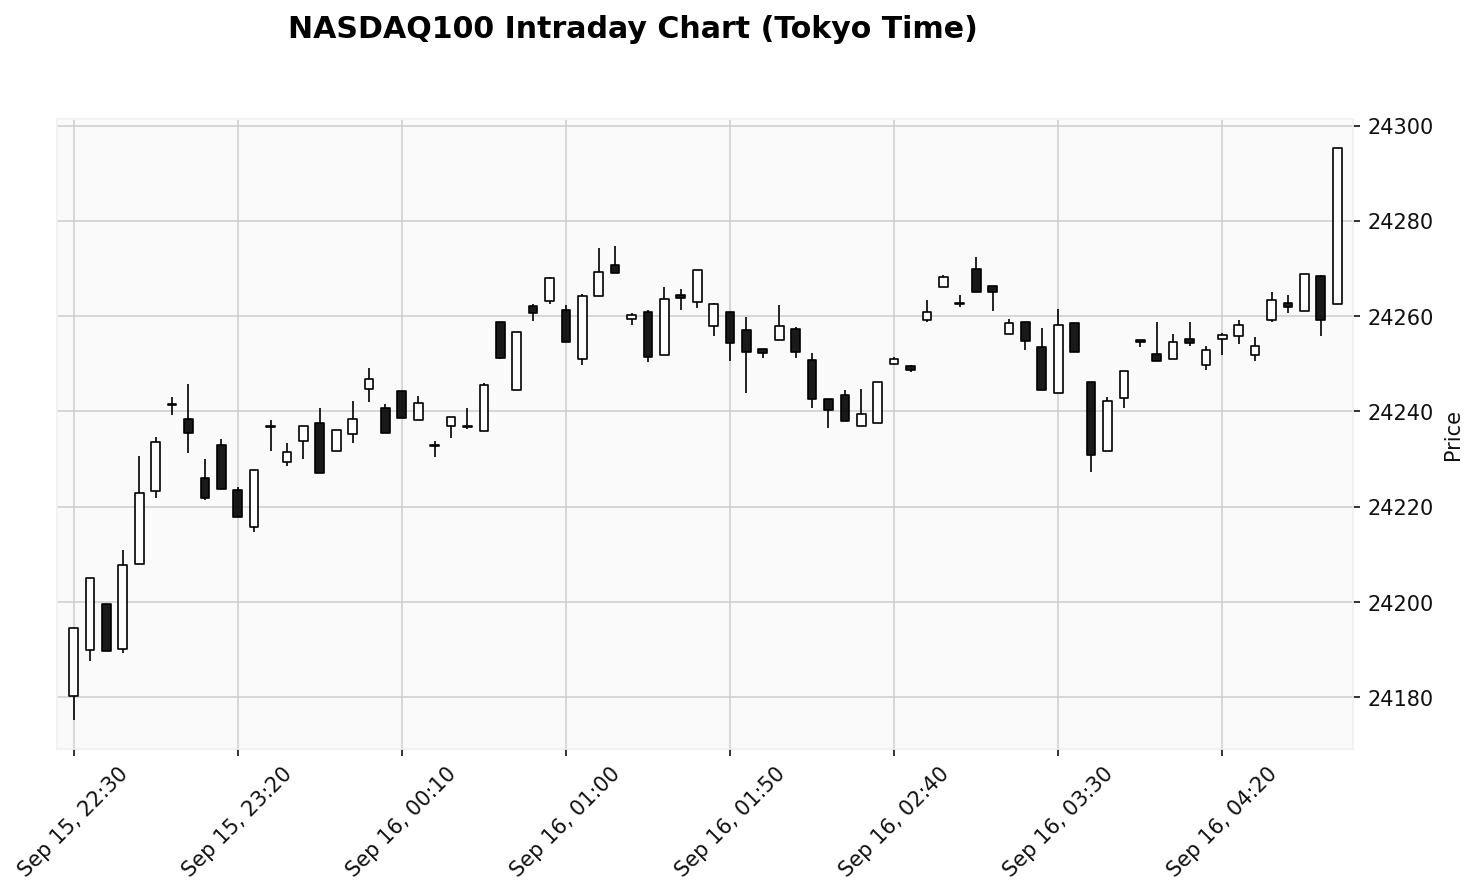 NASDAQ100 Intraday Chart (Tokyo Time)
24300
24280
24260
24240
24220
24200
24180
Price
Sep 15, 22:30
Sep 15, 23:20
Sep 16, 00:10
Sep 16, 01:00
Sep 16, 01:50
Sep 16, 02:40
Sep 16, 03:30
Sep 16, 04:20